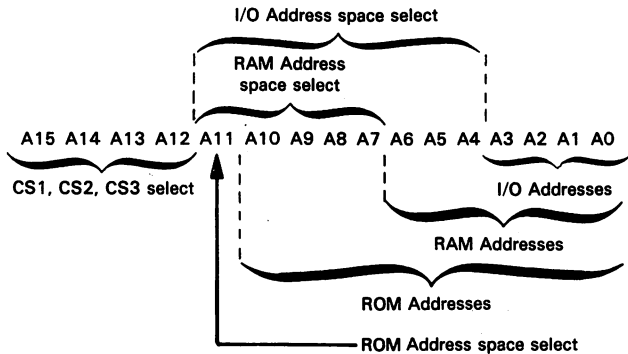 I/O Address space select
RAM Address
space select
A15 A14 A13 A12 A11 A10 A9 A8 A7 A6 A5 A4 A3 A2 A1 A0
CS1, CS2, CS3 select
I/O Addresses
RAM Addresses
ROM Addresses
ROM Address space select